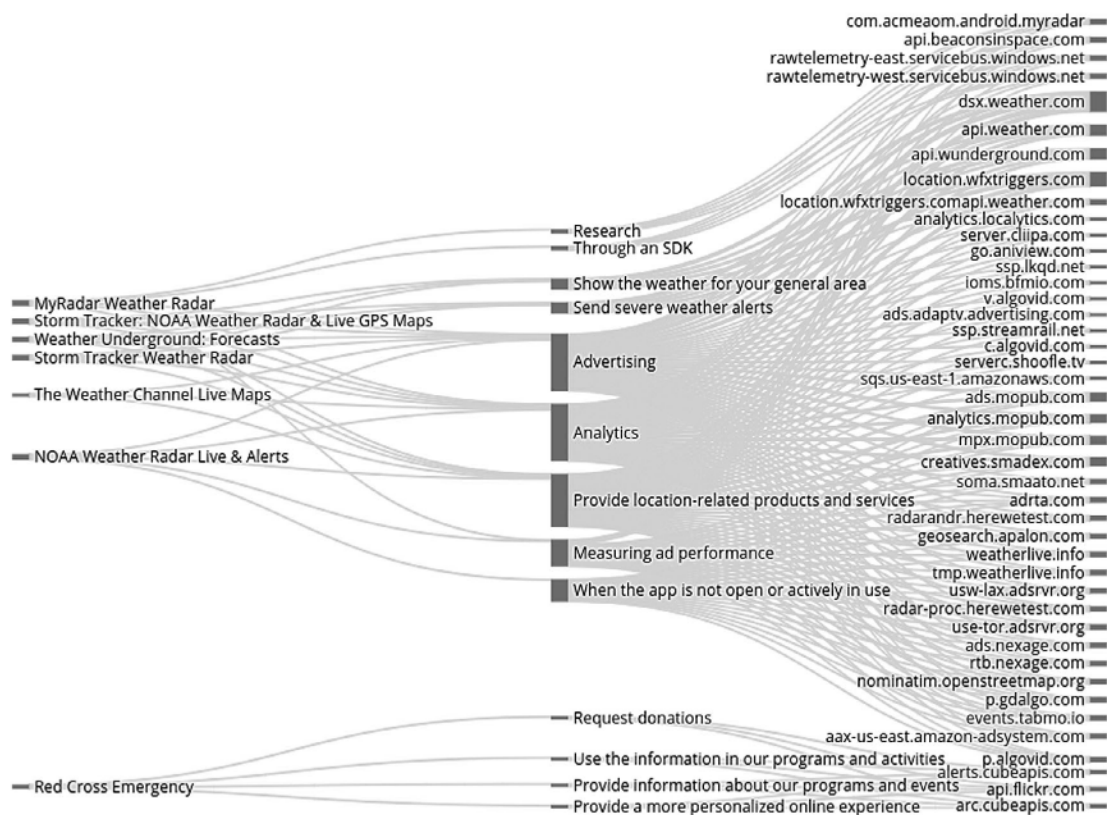 MyRadar Weather Radar
Storm Tracker: NOAA Weather Radar & Live GPS Maps
Weather Underground: Forecasts
Storm Tracker Weather Radar
The Weather Channel Live Maps
NOAA Weather Radar Live & Alerts
Red Cross Emergency
Research
Through an SDK
Show the weather for your general area
Send severe weather alerts
Advertising
Analytics
Provide location-related products and services
Measuring ad performance
When the app is not open or actively in use
Request donations
Use the information in our programs and activities
Provide information about our programs and events
Provide a more personalized online experience
com.acmeaom.android.myradar
api.beaconsinspace.com
rawtelemetry-east.servicebus.windows.net
rawtelemetry-west.servicebus.windows.net
dsx.weather.com
api.weather.com
api.wunderground.com
location.wfxtriggers.com
location.wfxtriggers.comapi.weather.com
analytics.localytics.com
server.cliipa.com
go.aniview.com
ssp.lkqd.net
ioms.bfmio.com
v.algovid.com
ads.adaptv.advertising.com
ssp.streamrail.net
c.algovid.com
serverc.shoofle.tv
sqs.us-east-1.amazonaws.com
ads.mopub.com
analytics.mopub.com
mpx.mopub.com
creatives.smadex.com
soma.smaato.net
adrta.com
radarandr.herewetest.com
geosearch.apalon.com
weatherlive.info
tmp.weatherlive.info
usw-lax.adsrvr.org
radar-proc.herewetest.com
use-tor.adsrvr.org
ads.nexage.com
rtb.nexage.com
nominatim.openstreetmap.org
p.gdalgo.com
events.tabmo.io
aax-us-east.amazon-adsystem.com
p.algovid.com
alerts.cubeapis.com
api.flickr.com
arc.cubeapis.com